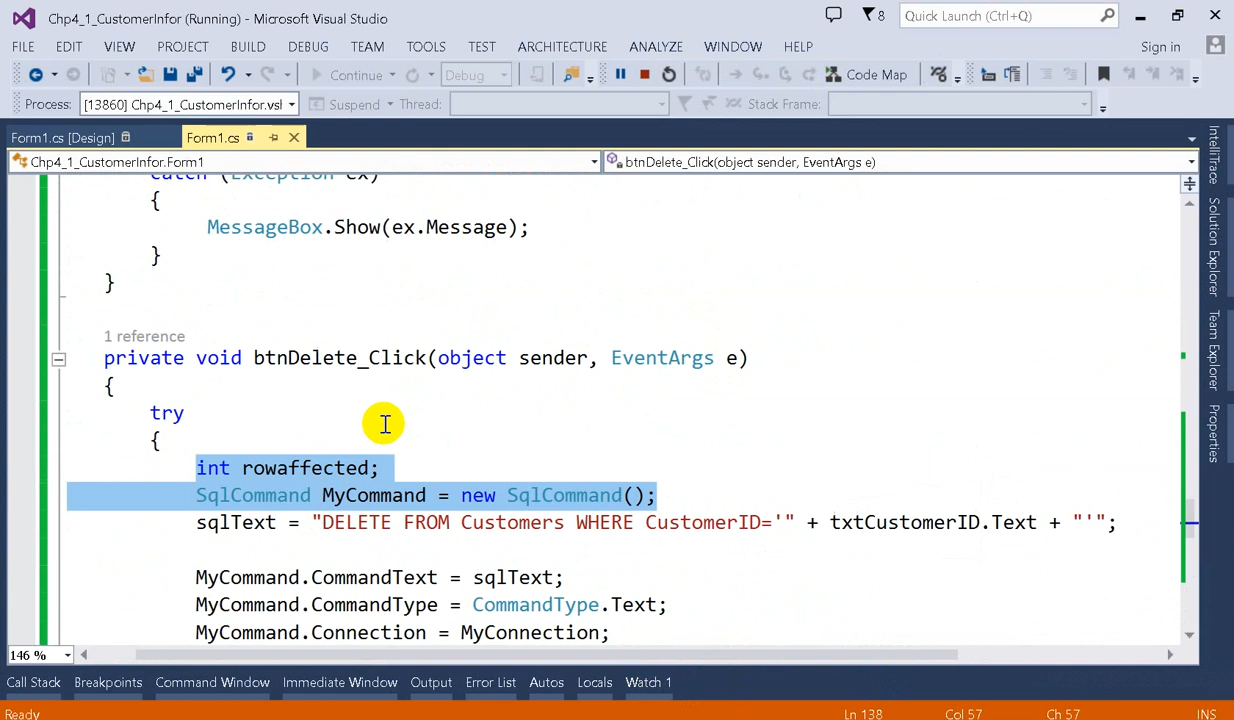 Chp4_1_CustomerInfor (Running) - Microsoft Visual Studio
8
Quick Launch (Ctrl+Q)
FILE EDIT VIEW PROJECT BUILD DEBUG TEAM TOOLS TEST ARCHITECTURE ANALYZE WINDOW HELP
Sign in
Continue
Debug
Code Map
Process: [13860] Chp4_1_CustomerInfor.vsl
Suspend
Thread:
Stack Frame:
Form1.cs [Design]
Form1.cs
Chp4_1_CustomerInfor.Form1
btnDelete_Click(object sender, EventArgs e)
catch (Exception ex)
{
MessageBox.Show(ex.Message);
}
}
1 reference
private void btnDelete_Click(object sender, EventArgs e)
{
try
{
int rowaffected;
SqlCommand MyCommand = new SqlCommand();
sqlText = "DELETE FROM Customers WHERE CustomerID='" + txtCustomerID.Text + "'";
MyCommand.CommandText = sqlText;
MyCommand.CommandType = CommandType.Text;
MyCommand.Connection = MyConnection;
IntelliTrace
Solution Explorer
Team Explorer
Properties
146 %
Call Stack Breakpoints Command Window Immediate Window Output Error List Autos Locals Watch 1
Ready
Ln 138 Col 57 Ch 57 INS